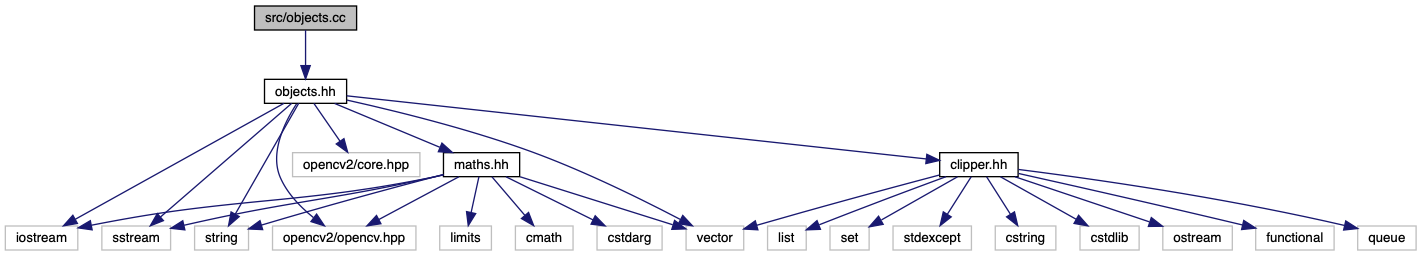 src/objects.cc
objects.hh
opencv2/core.hpp
maths.hh
clipper.hh
iostream
sstream
string
opencv2/opencv.hpp
limits
cmath
cstdarg
vector
list
set
stdexcept
cstring
cstdlib
ostream
functional
queue